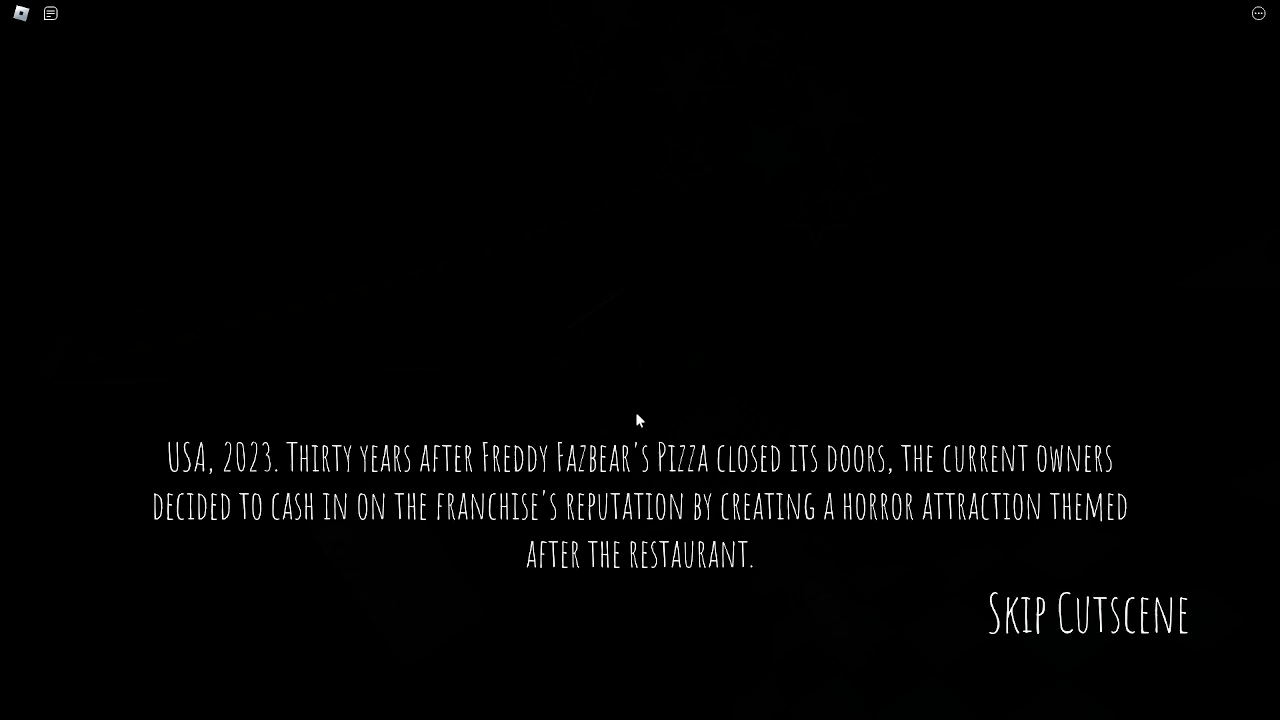 USA, 2023. Thirty years after Freddy Fazbear's Pizza closed its doors, the current owners
decided to cash in on the franchise's reputation by creating a horror attraction themed
after the restaurant.
Skip Cutscene